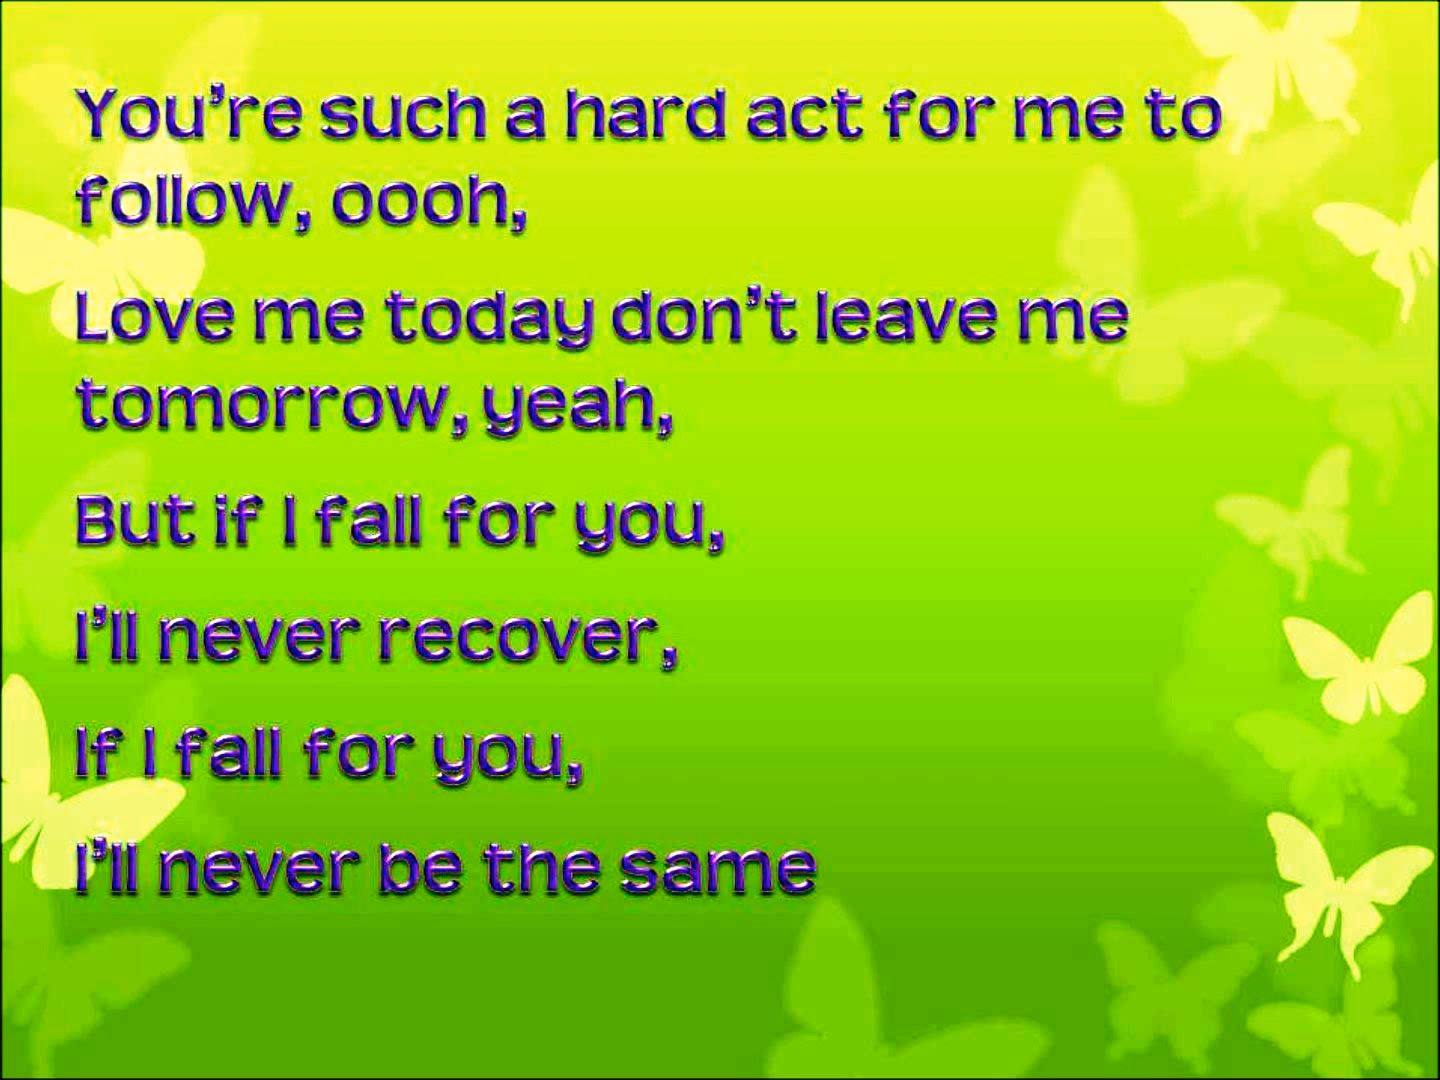 You're such a hard act for me to
follow, oooh,
Love me today don't leave me
tomorrow, yeah,
But if I fall for you,
I'll never recover,
If I fall for you,
I'll never be the same